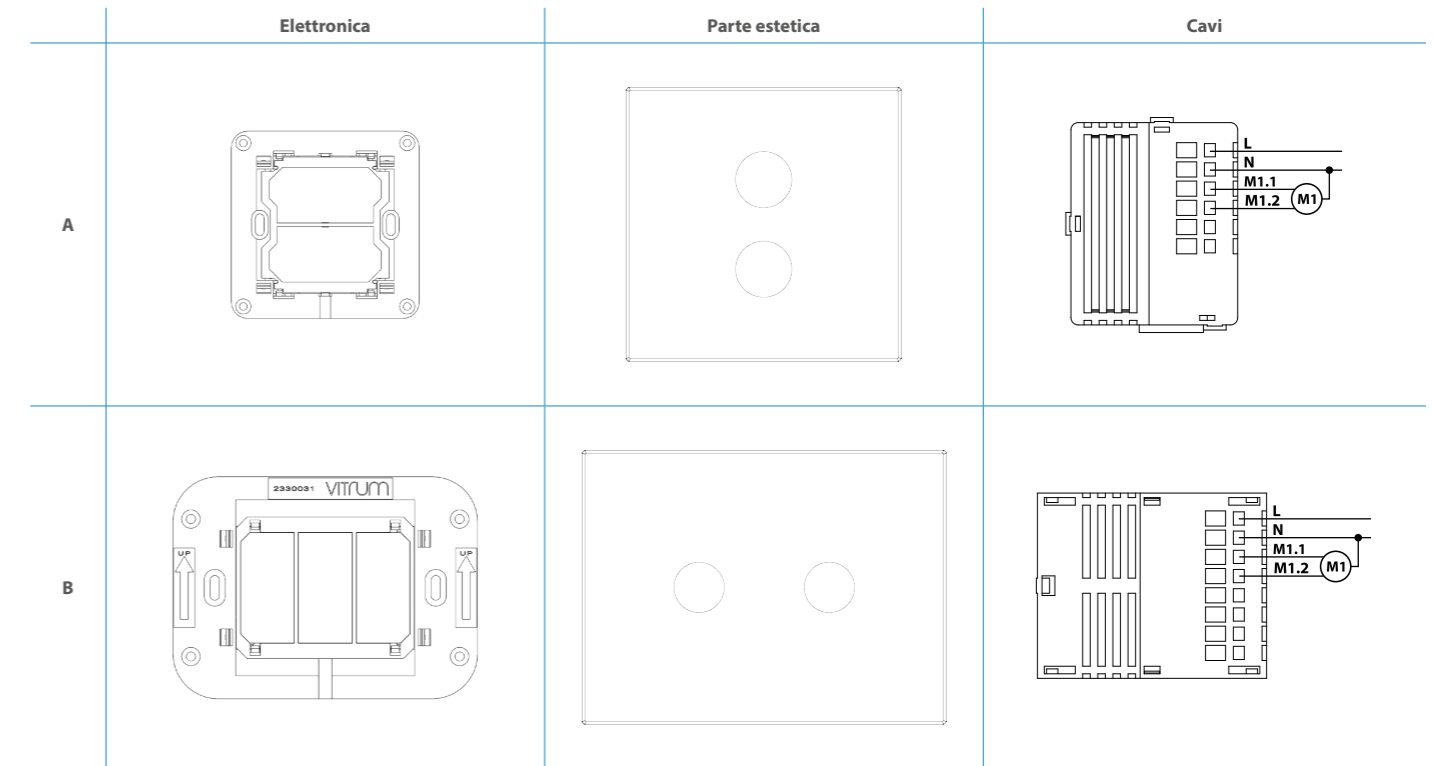 Elettronica Parte estetica Cavi
A
L
N
M1.1
M1.2 M1
B
2330031 VITrUM
UP UP
L
N
M1.1
M1.2 M1